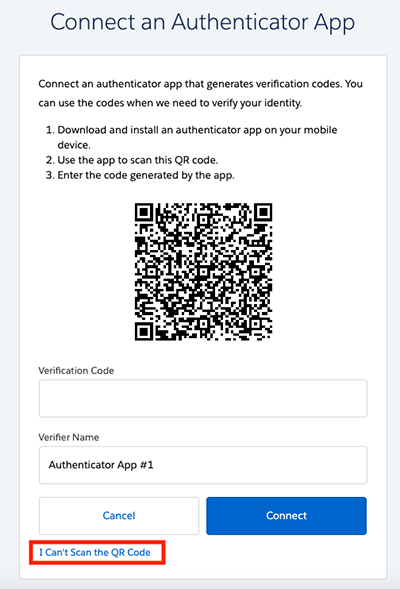 Connect an Authenticator App
Connect an authenticator app that generates verification codes. You
can use the codes when we need to verify your identity.
1. Download and install an authenticator app on your mobile
device.
2. Use the app to scan this QR code.
3. Enter the code generated by the app.
Verification Code
Verifier Name
Authenticator App #1
Cancel
Connect
I Can't Scan the QR Code